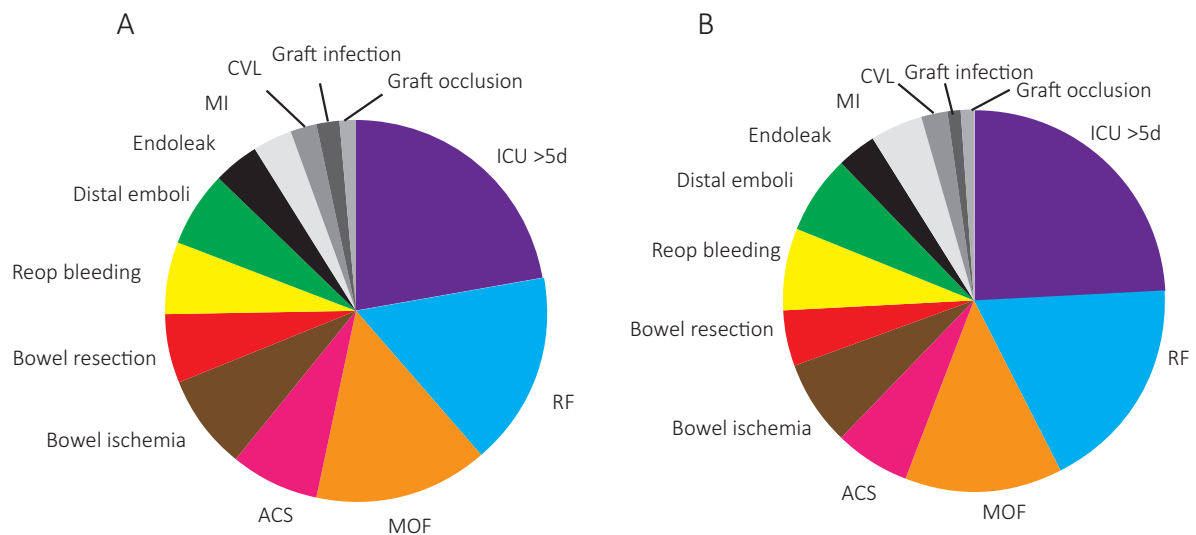 A
Graft infection
CVL
Graft occlusion
MI
Endoleak
ICU >5d
Distal emboli
Reop bleeding
Bowel resection
RF
Bowel ischemia
ACS
MOF
B
CVL
Graft infection
Graft occlusion
MI
Endoleak
ICU >5d
Distal emboli
Reop bleeding
Bowel resection
RF
Bowel ischemia
ACS
MOF